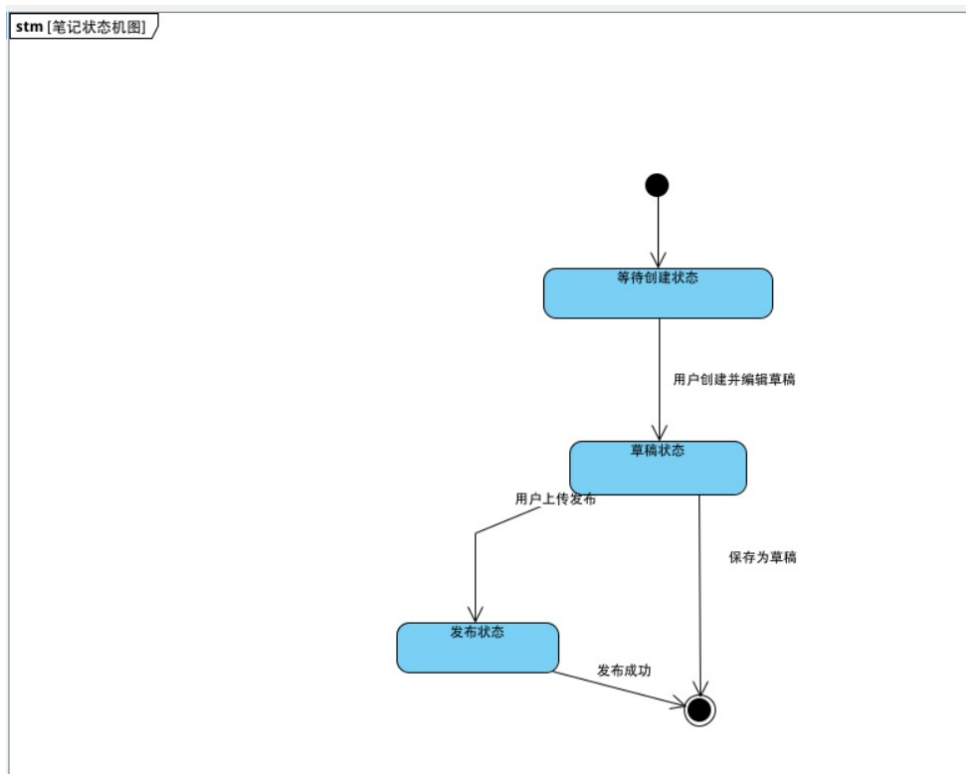 stm [笔记状态机图]
等待创建状态
用户创建并编辑草稿
草稿状态
用户上传发布
保存为草稿
发布状态
发布成功